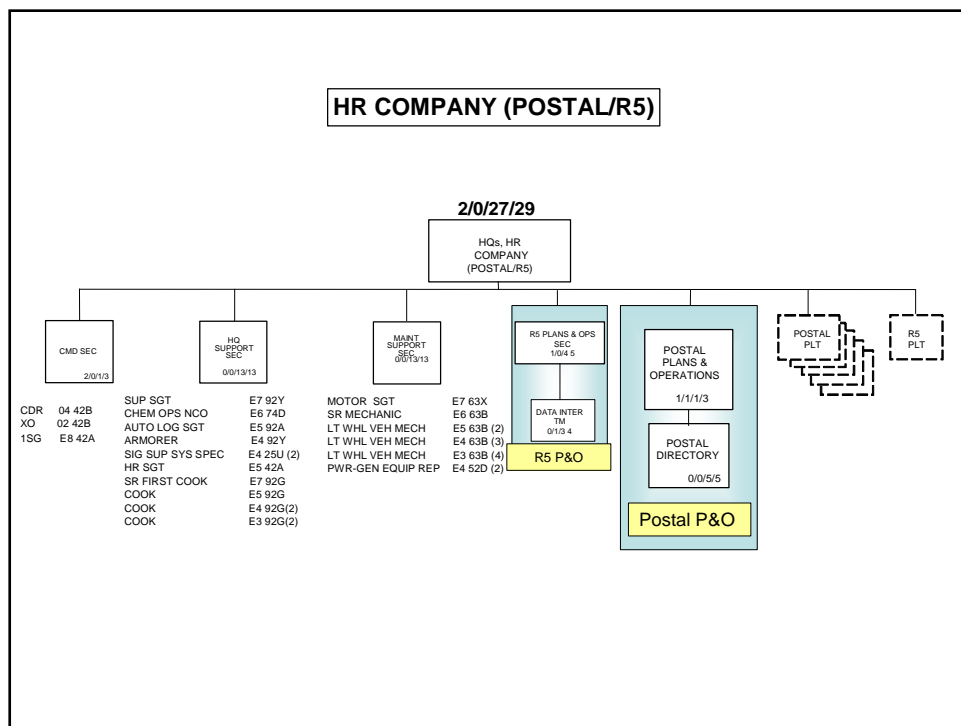 HR COMPANY (POSTAL/R5)
2/0/27/29
HQs, HR
COMPANY
(POSTAL/R5)
CMD SEC
2/0/1/3
CDR 04 42B
XO 02 42B
1SG E8 42A
HQ
SUPPORT
SEC
0/0/13/13
SUP SGT E7 92Y
CHEM OPS NCO E6 74D
AUTO LOG SGT E5 92A
ARMORER E4 92Y
SIG SUP SYS SPEC E4 25U (2)
HR SGT E5 42A
SR FIRST COOK E7 92G
COOK E5 92G
COOK E4 92G(2)
COOK E3 92G(2)
MAINT
SUPPORT
SEC
0/0/13/13
MOTOR SGT E7 63X
SR MECHANIC E6 63B
LT WHL VEH MECH E5 63B (2)
LT WHL VEH MECH E4 63B (3)
LT WHL VEH MECH E3 63B (4)
PWR-GEN EQUIP REP E4 52D (2)
R5 PLANS & OPS
SEC
1/0/4 5
DATA INTER
TM
0/1/3 4
R5 P&O
POSTAL
PLANS &
OPERATIONS
1/1/1/3
POSTAL
DIRECTORY
0/0/5/5
Postal P&O
POSTAL
PLT
R5
PLT